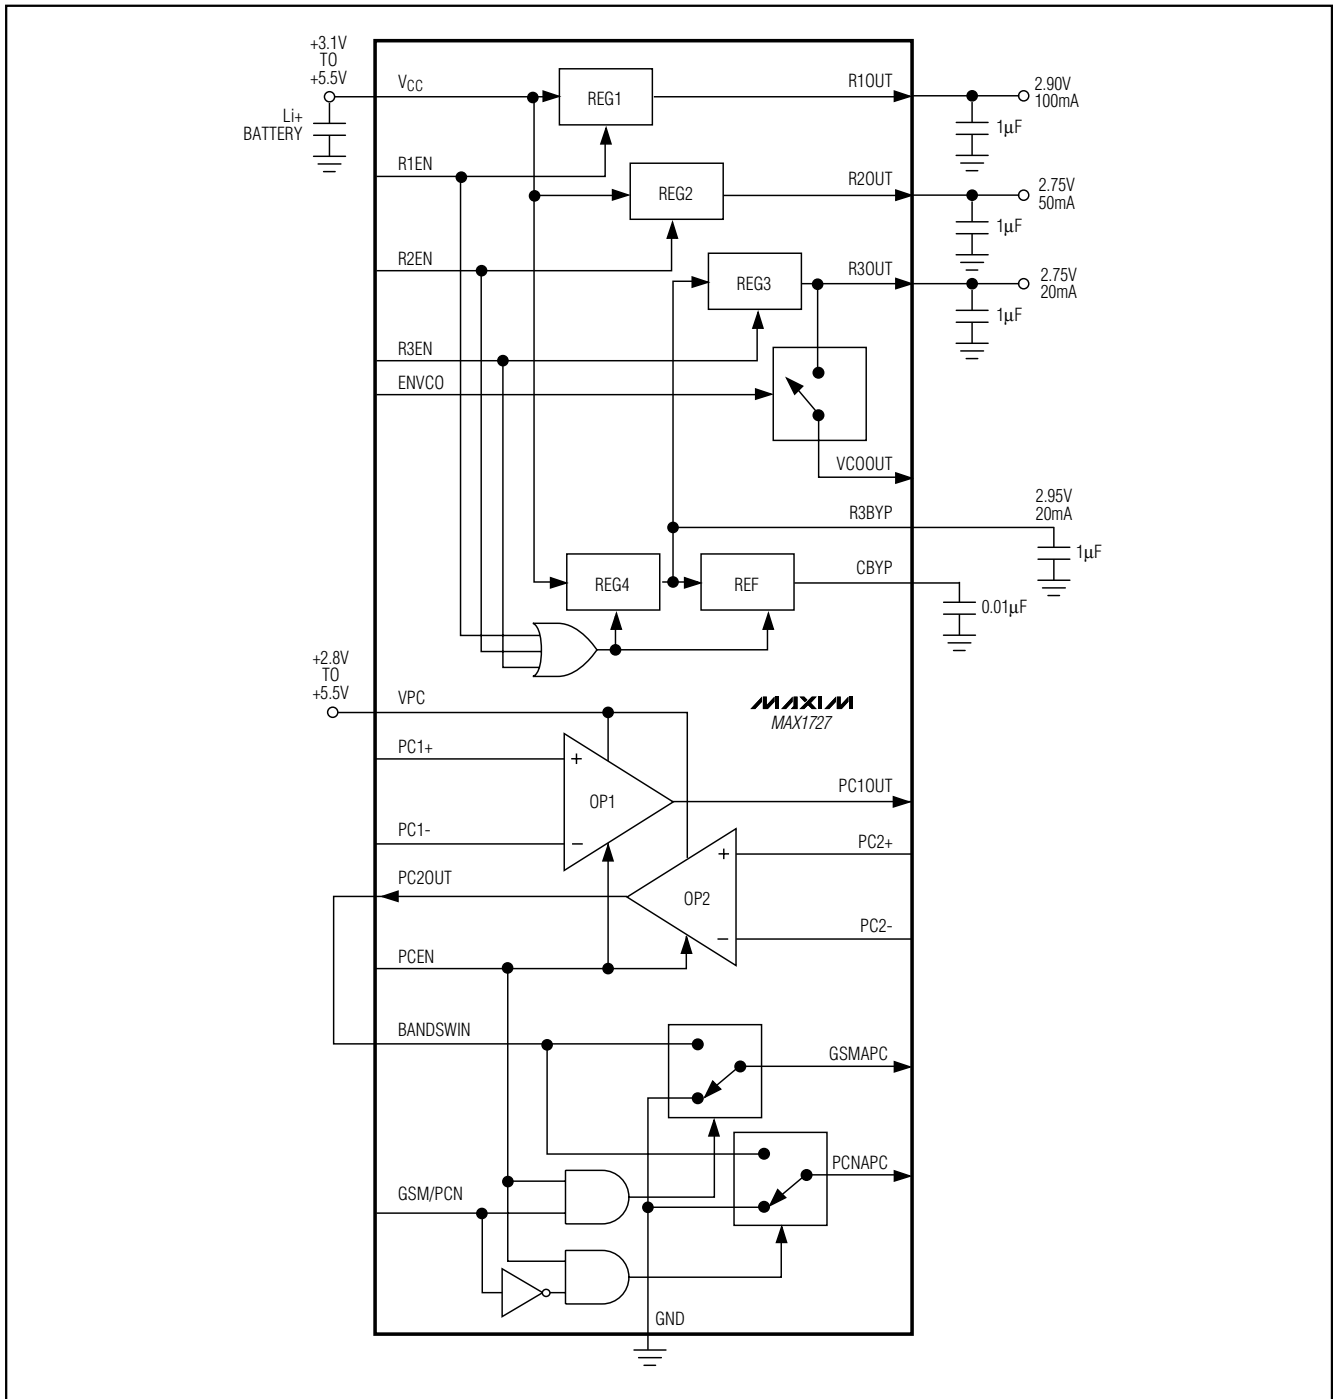 +3.1V
TO
+5.5V
VCC
Li+
BATTERY
REG1
R1OUT
2.90V
100mA
1µF
R1EN
REG2
R2OUT
2.75V
50mA
1µF
R2EN
REG3
R3OUT
2.75V
20mA
1µF
R3EN
ENVCO
VCOOUT
R3BYP
2.95V
20mA
1µF
REG4
REF
CBYP
0.01µF
+2.8V
TO
+5.5V
VPC
MAXIM
MAX1727
PC1+
+
OP1
PC1OUT
PC1-
−
PC2+
+
PC2OUT
OP2
PC2-
−
PCEN
BANDSWIN
GSMAPC
PCNAPC
GSM/PCN
GND